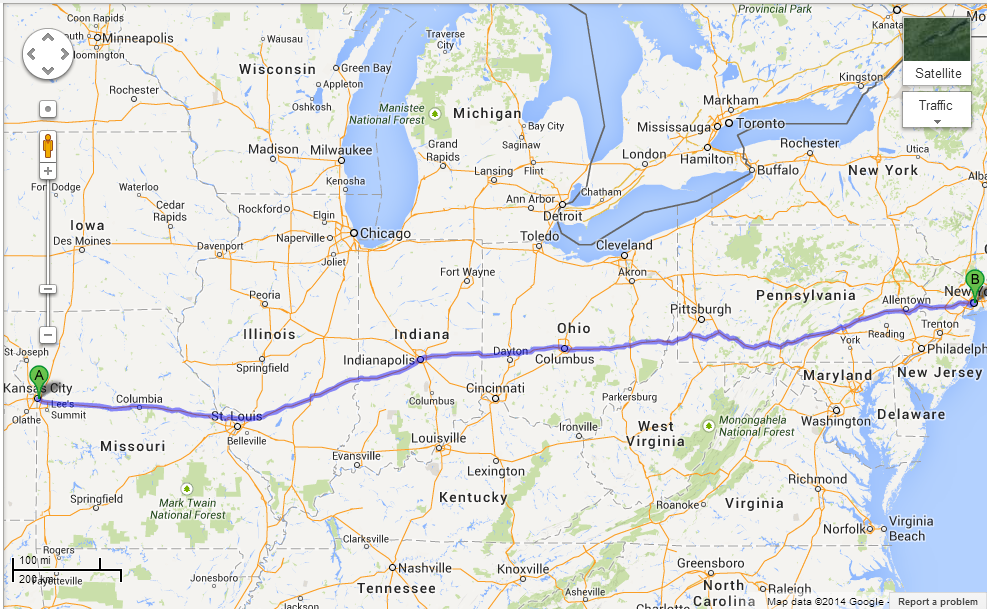 Coon Rapids
Provincial Park
Minneapolis
Wausau
Traverse
City
Kanata
Bloomington
Wisconsin
Green Bay
Satellite
Appleton
Kingston
Rochester
Oshkosh
Manistee
National Forest
Michigan
Markham
Traffic
Mississauga
Toronto
Bay City
Saginaw
Madison
Milwaukee
Grand
Rapids
London
Hamilton
Rochester
Utica
Lansing
Flint
Buffalo
New York
Kenosha
Fort Dodge
Waterloo
Ann Arbor
Chatham
Cedar
Rapids
Rockford
Elgin
Detroit
Iowa
Naperville
Chicago
Toledo
Des Moines
Davenport
Cleveland
Joliet
Fort Wayne
Akron
B
Peoria
Pennsylvania
Allentown
New York
Pittsburgh
Illinois
Indiana
Ohio
Trenton
Reading
St Joseph
Indianapolis
Dayton
Columbus
York
Philadelph
Springfield
A
Maryland
New Jersey
Kansas City
Cincinnati
Parkersburg
Lee's
Summit
Columbia
Columbus
Olathe
St. Louis
Washington
Delaware
Belleville
Ironville
West
Virginia
Monongahela
National Forest
Missouri
Louisville
Evansville
Lexington
Richmond
Springfield
Mark Twain
National Forest
Kentucky
Roanoke
Virginia
Norfolk
Virginia
Beach
Clarksville
Rogers
100 mi
200 km
Fayetteville
Jonesboro
Nashville
Knoxville
Greensboro
Tennessee
Asheville
North
Carolina
Raleigh
Jackson
Charlotte
Map data ©2014 Google -
Report a problem